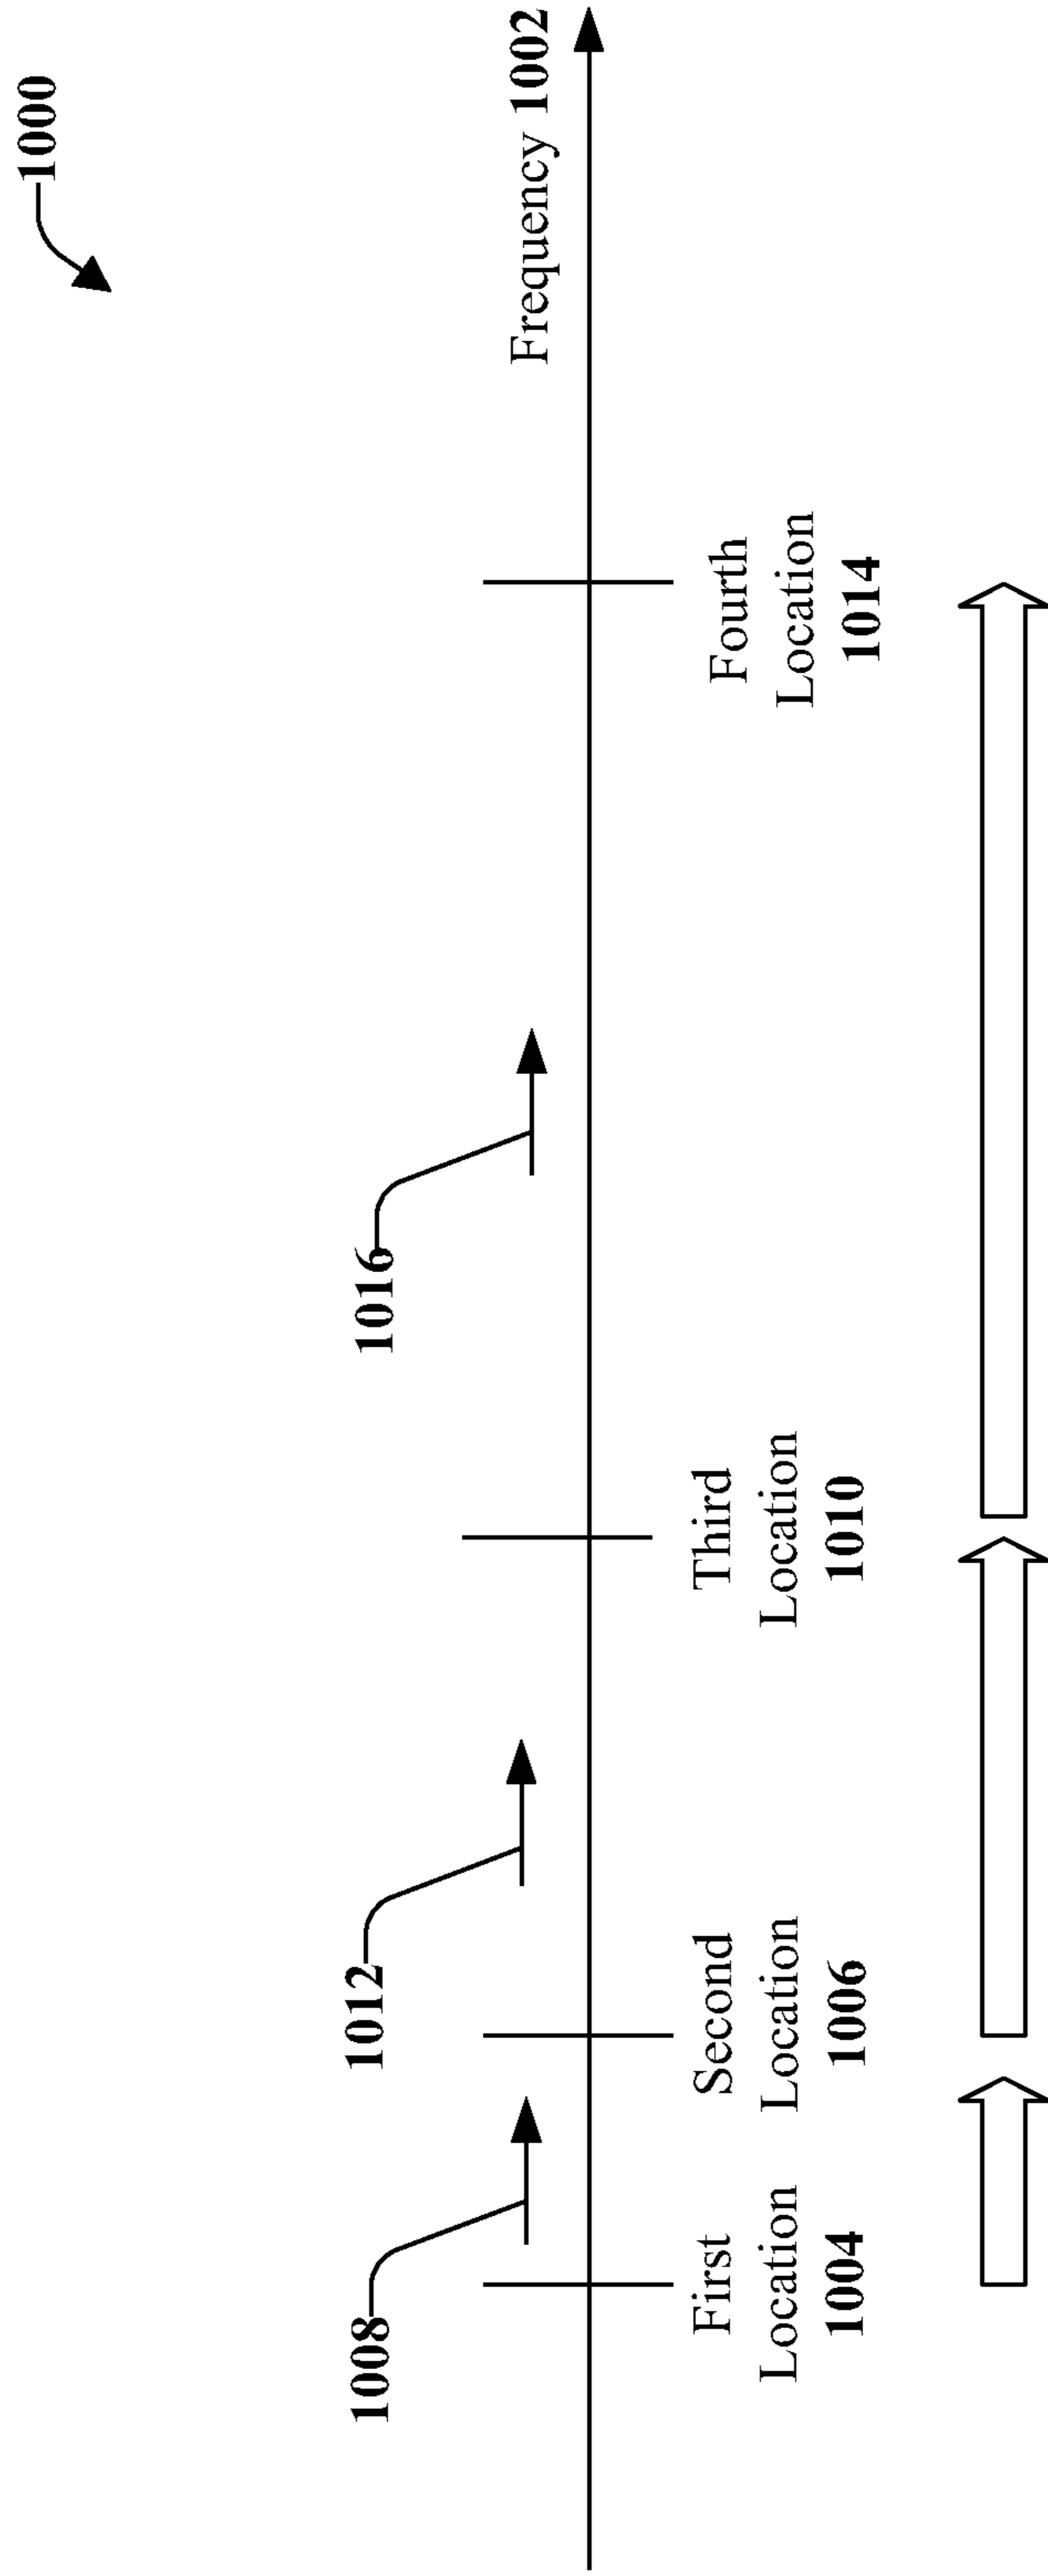 1000
Frequency 1002
1008
1012
1016
First
Location
1004
Second
Location
1006
Third
Location
1010
Fourth
Location
1014